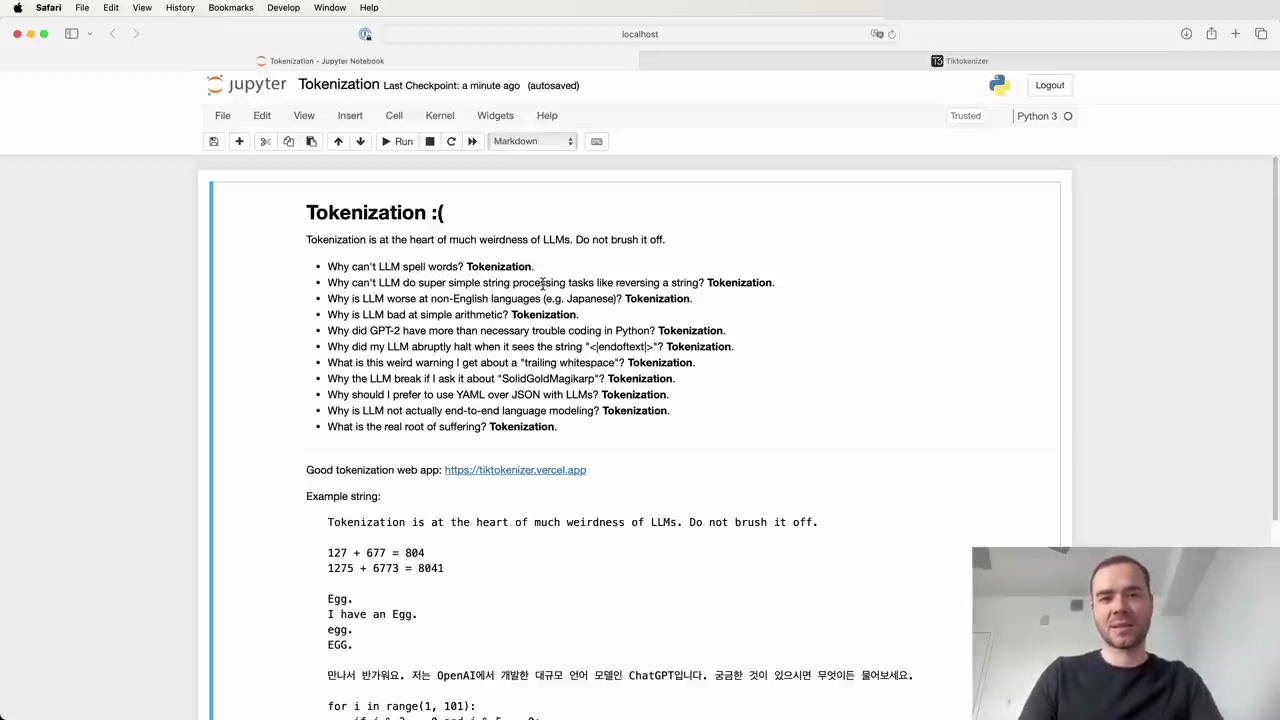 Safari File Edit View History Bookmarks Develop Window Help
localhost
Tokenization - Jupyter Notebook
Tiktokenizer
jupyter Tokenization Last Checkpoint: a minute ago (autosaved)
Logout
File Edit View Insert Cell Kernel Widgets Help
Trusted
Python 3
Run
Markdown
Tokenization :(
Tokenization is at the heart of much weirdness of LLMs. Do not brush it off.
• Why can't LLM spell words? Tokenization.
• Why can't LLM do super simple string processing tasks like reversing a string? Tokenization.
• Why is LLM worse at non-English languages (e.g. Japanese)? Tokenization.
• Why is LLM bad at simple arithmetic? Tokenization.
• Why did GPT-2 have more than necessary trouble coding in Python? Tokenization.
• Why did my LLM abruptly halt when it sees the string "<|endoftext|>"? Tokenization.
• What is this weird warning I get about a "trailing whitespace"? Tokenization.
• Why the LLM break if I ask it about "SolidGoldMagikarp"? Tokenization.
• Why should I prefer to use YAML over JSON with LLMs? Tokenization.
• Why is LLM not actually end-to-end language modeling? Tokenization.
• What is the real root of suffering? Tokenization.
Good tokenization web app: https://tiktokenizer.vercel.app
Example string:
Tokenization is at the heart of much weirdness of LLMs. Do not brush it off.
127 + 677 = 804
1275 + 6773 = 8041
Egg.
I have an Egg.
egg.
EGG.
만나서 반가워요. 저는 OpenAI에서 개발한 대규모 언어 모델인 ChatGPT입니다. 궁금한 것이 있으시면 무엇이든 물어보세요.
for i in range(1, 101):